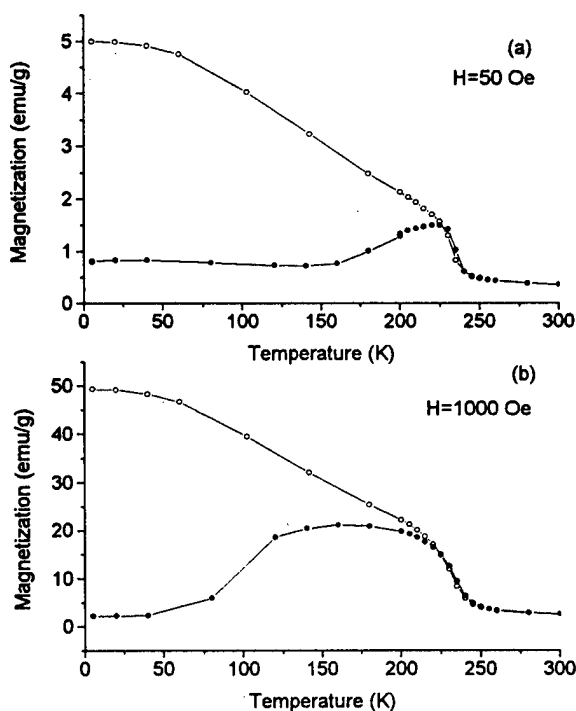 (a)
H=50 Oe
Magnetization (emu/g)
5
4
3
2
1
0
0 50 100 150 200 250 300
Temperature (K)
(b)
H=1000 Oe
Magnetization (emu/g)
50
40
30
20
10
0
0 50 100 150 200 250 300
Temperature (K)